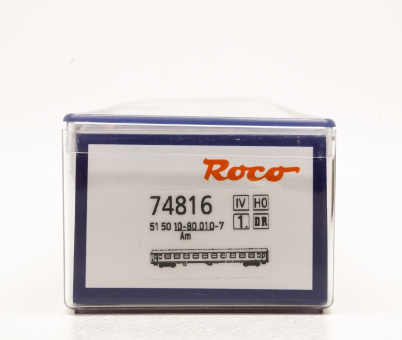 Roco
74816 IV H0
51 50 10-80 010-7 1. DR
Am